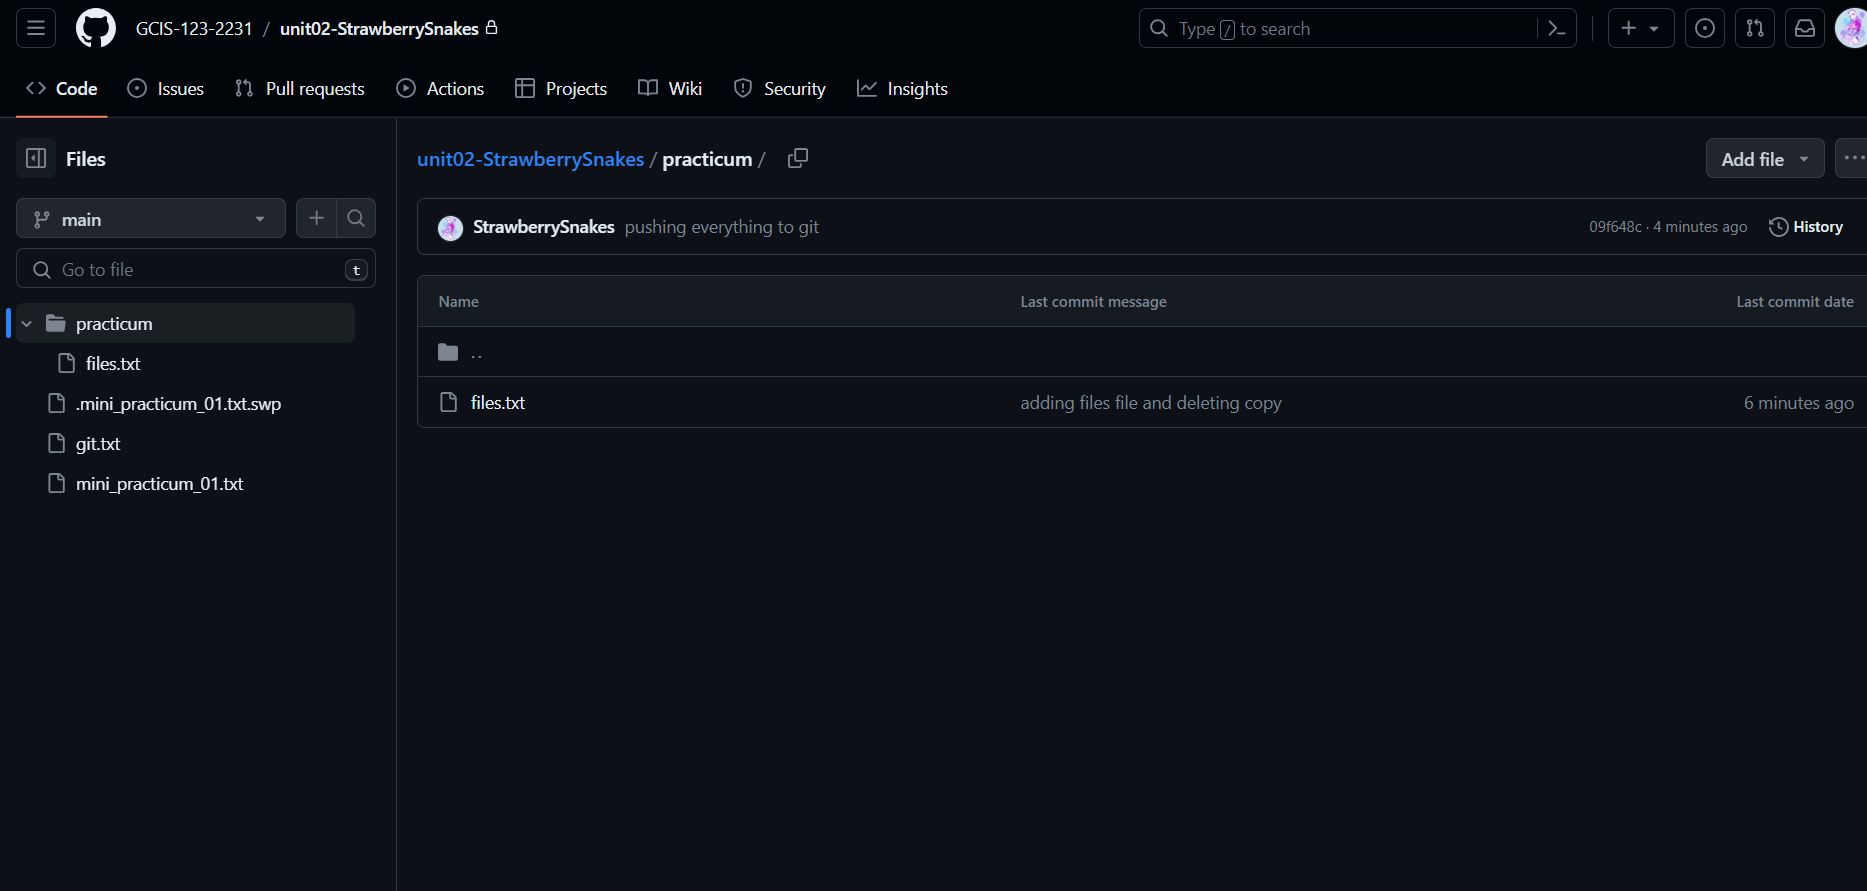 GCIS-123-2231 / unit02-StrawberrySnakes
Type / to search
Code Issues Pull requests Actions Projects Wiki Security Insights
Files
main
Go to file t
practicum
files.txt
.mini_practicum_01.txt.swp
git.txt
mini_practicum_01.txt
unit02-StrawberrySnakes / practicum /
Add file
StrawberrySnakes pushing everything to git 09f648c · 4 minutes ago History
Name Last commit message Last commit date
..
files.txt adding files file and deleting copy 6 minutes ago